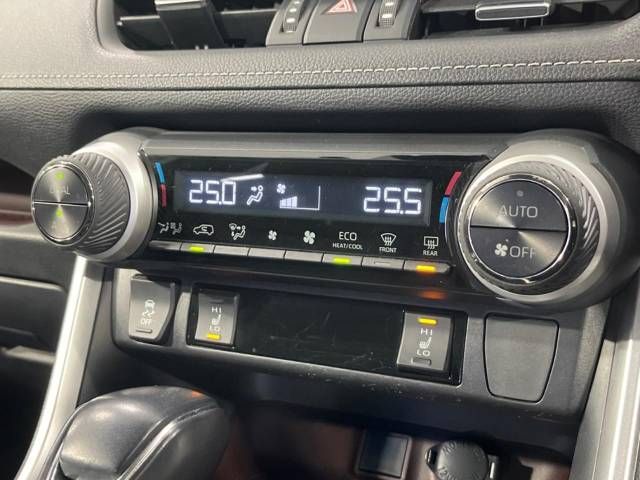 DUAL
25.0
25.5
AUTO
OFF
ECO
HEAT/COOL
FRONT
REAR
OFF
HI
LO
HI
LO